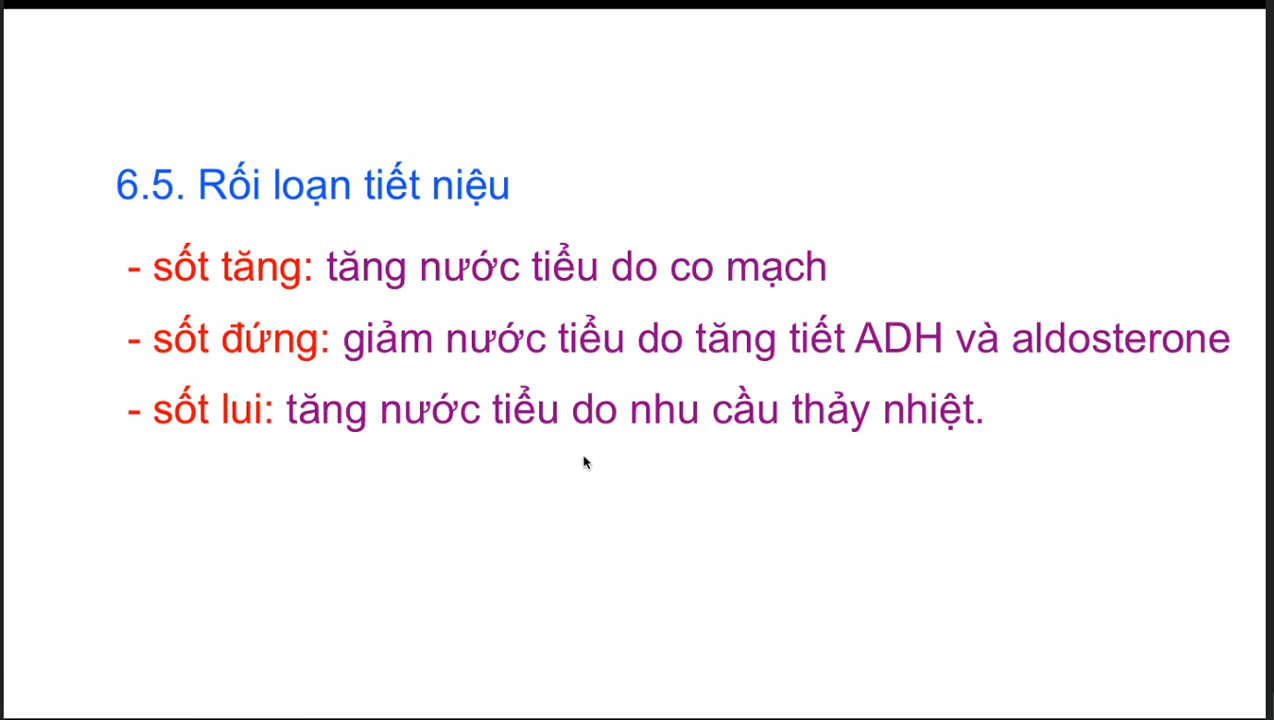 6.5. Rối loạn tiết niệu
- sốt tăng: tăng nước tiểu do co mạch
- sốt đứng: giảm nước tiểu do tăng tiết ADH và aldosterone
- sốt lui: tăng nước tiểu do nhu cầu thảy nhiệt.